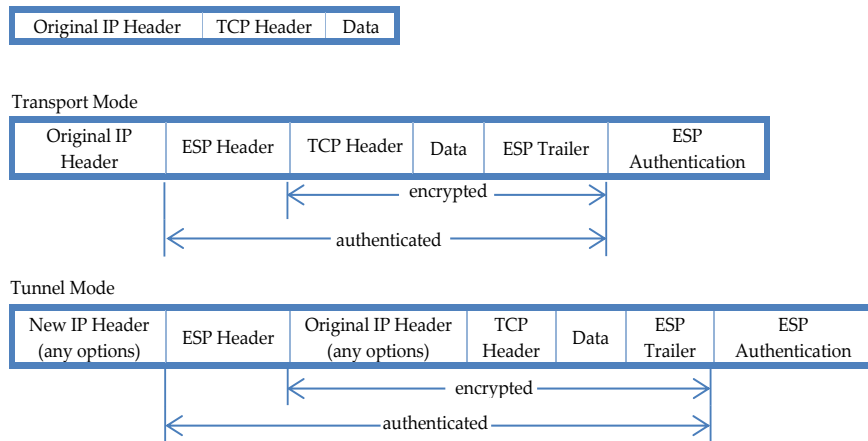 Original IP Header TCP Header Data
Transport Mode
Original IP Header ESP Header TCP Header Data ESP Trailer ESP Authentication
encrypted
authenticated
Tunnel Mode
New IP Header (any options) ESP Header Original IP Header (any options) TCP Header Data ESP Trailer ESP Authentication
encrypted
authenticated